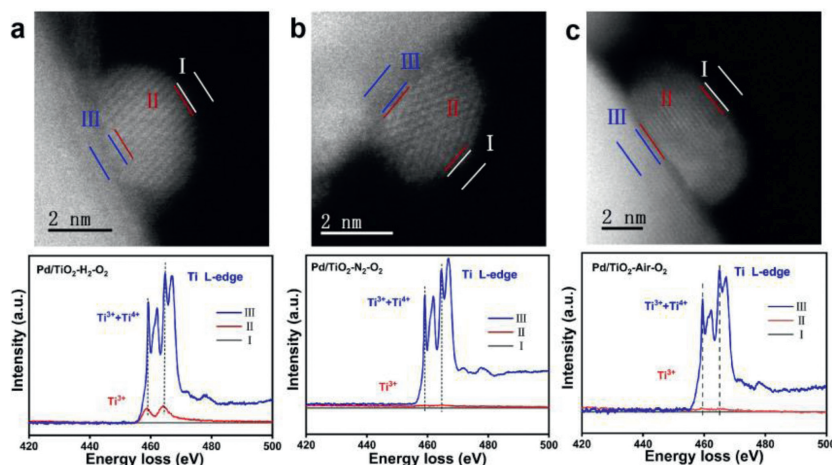 a
I
II
III
2 nm
b
III
II
I
2 nm
c
I
II
III
2 nm
Pd/TiO2-H2-O2
Ti L-edge
Ti3++Ti4+
III
II
I
Ti3+
Intensity (a.u.)
420 440 460 480 500
Energy loss (eV)
Pd/TiO2-N2-O2
Ti L-edge
Ti3++Ti4+
III
II
I
Ti3+
Intensity (a.u.)
420 440 460 480 500
Energy loss (eV)
Pd/TiO2-Air-O2
Ti L-edge
Ti3++Ti4+
III
II
I
Ti3+
Intensity (a.u.)
420 440 460 480 500
Energy loss (eV)